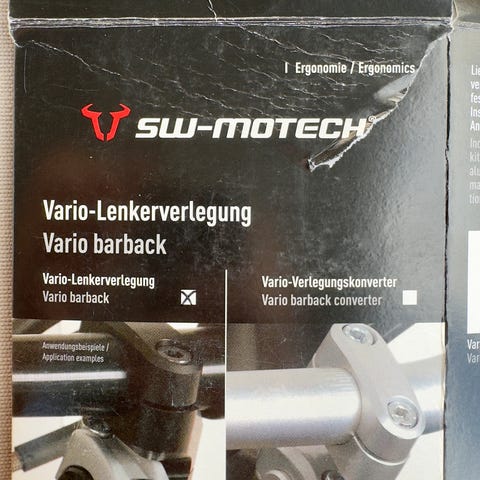 | Ergonomie / Ergonomics
SW-MOTECH®
Vario-Lenkerverlegung
Vario barback
Vario-Lenkerverlegung
Vario barback
Vario-Verlegungskonverter
Vario barback converter
Anwendungsbeispiele /
Application examples